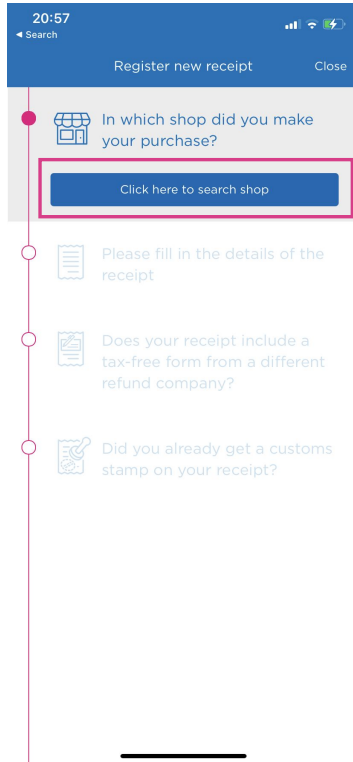 20:57
◀ Search
Register new receipt
Close
In which shop did you make
your purchase?
Click here to search shop
Please fill in the details of the
receipt
Does your receipt include a
tax-free form from a different
refund company?
Did you already get a customs
stamp on your receipt?